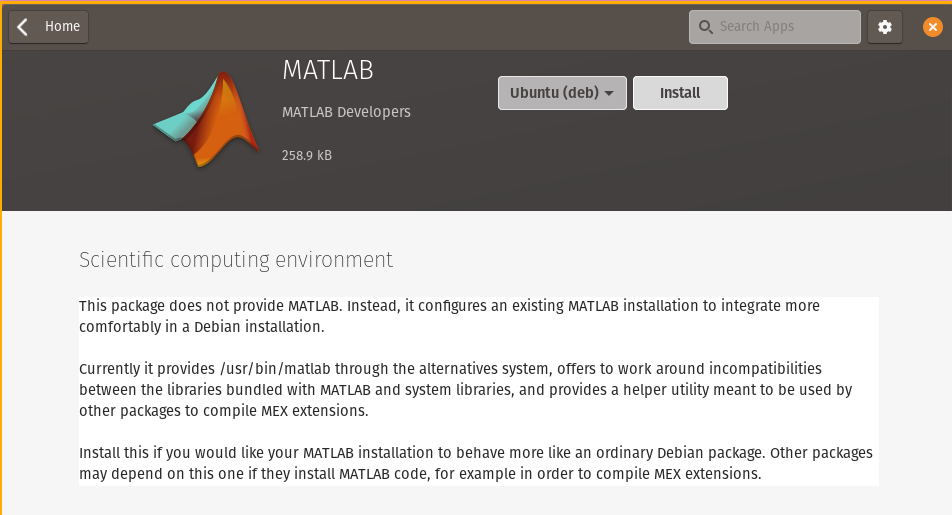 Home
Search Apps
MATLAB
Ubuntu (deb)
Install
MATLAB Developers
258.9 kB
Scientific computing environment
This package does not provide MATLAB. Instead, it configures an existing MATLAB installation to integrate more
comfortably in a Debian installation.
Currently it provides /usr/bin/matlab through the alternatives system, offers to work around incompatibilities
between the libraries bundled with MATLAB and system libraries, and provides a helper utility meant to be used by
other packages to compile MEX extensions.
Install this if you would like your MATLAB installation to behave more like an ordinary Debian package. Other packages
may depend on this one if they install MATLAB code, for example in order to compile MEX extensions.